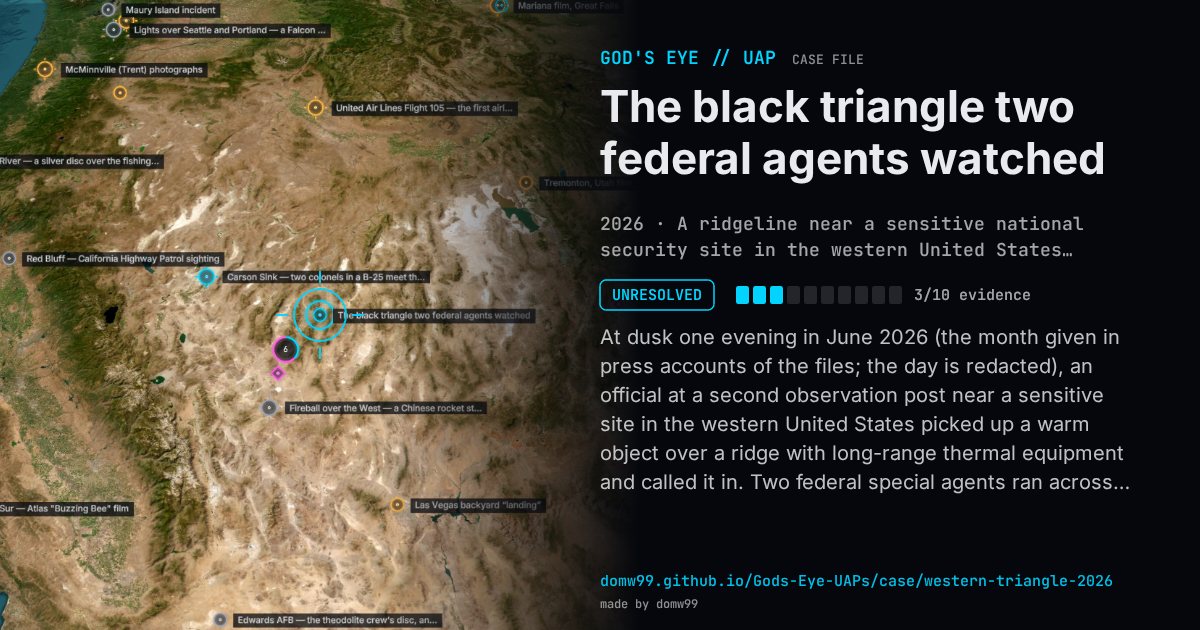 Maury Island incident
Mariana film, Great Falls
Lights over Seattle and Portland — a Falcon ...
McMinnville (Trent) photographs
United Air Lines Flight 105 — the first airl...
River — a silver disc over the fishing...
Tremonton, Utah film
Red Bluff — California Highway Patrol sighting
Carson Sink — two colonels in a B-25 meet th...
The black triangle two federal agents watched
6
Fireball over the West — a Chinese rocket st...
Las Vegas backyard “landing”
Sur — Atlas "Buzzing Bee" film
Edwards AFB — the theodolite crew's disc, an...
GOD'S EYE // UAP CASE FILE
The black triangle two
federal agents watched
2026 · A ridgeline near a sensitive national
security site in the western United States…
UNRESOLVED 3/10 evidence
At dusk one evening in June 2026 (the month given in
press accounts of the files; the day is redacted), an
official at a second observation post near a sensitive
site in the western United States picked up a warm
object over a ridge with long-range thermal equipment
and called it in. Two federal special agents ran across…
domw99.github.io/Gods-Eye-UAPs/case/western-triangle-2026
made by domw99